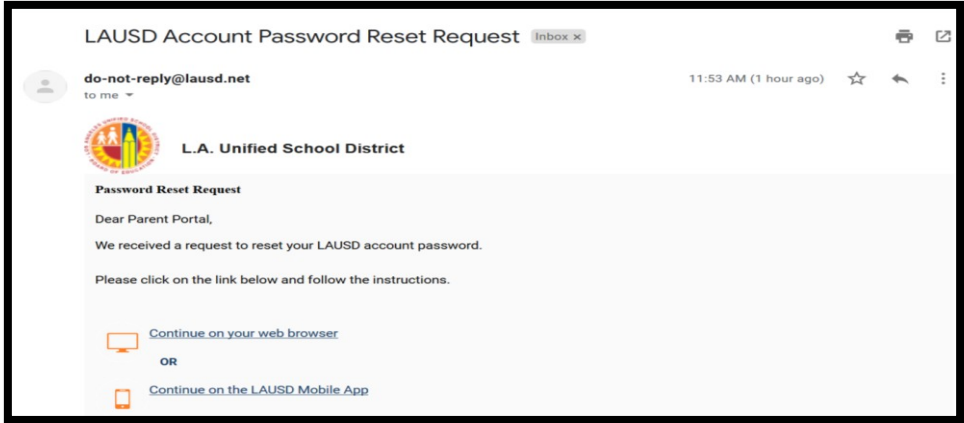 LAUSD Account Password Reset Request Inbox x
do-not-reply@lausd.net 11:53 AM (1 hour ago)
to me
L.A. Unified School District
Password Reset Request
Dear Parent Portal,
We received a request to reset your LAUSD account password.
Please click on the link below and follow the instructions.
Continue on your web browser
OR
Continue on the LAUSD Mobile App